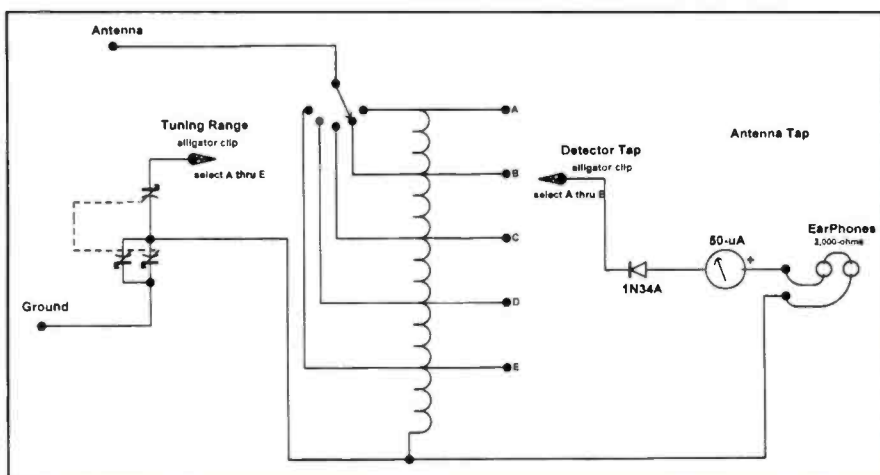 Antenna
Tuning Range
alligator clip
select A thru E
Ground
A
B
C
D
E
Detector Tap
alligator clip
select A thru E
Antenna Tap
50-uA
+
1N34A
EarPhones
2,000-ohms